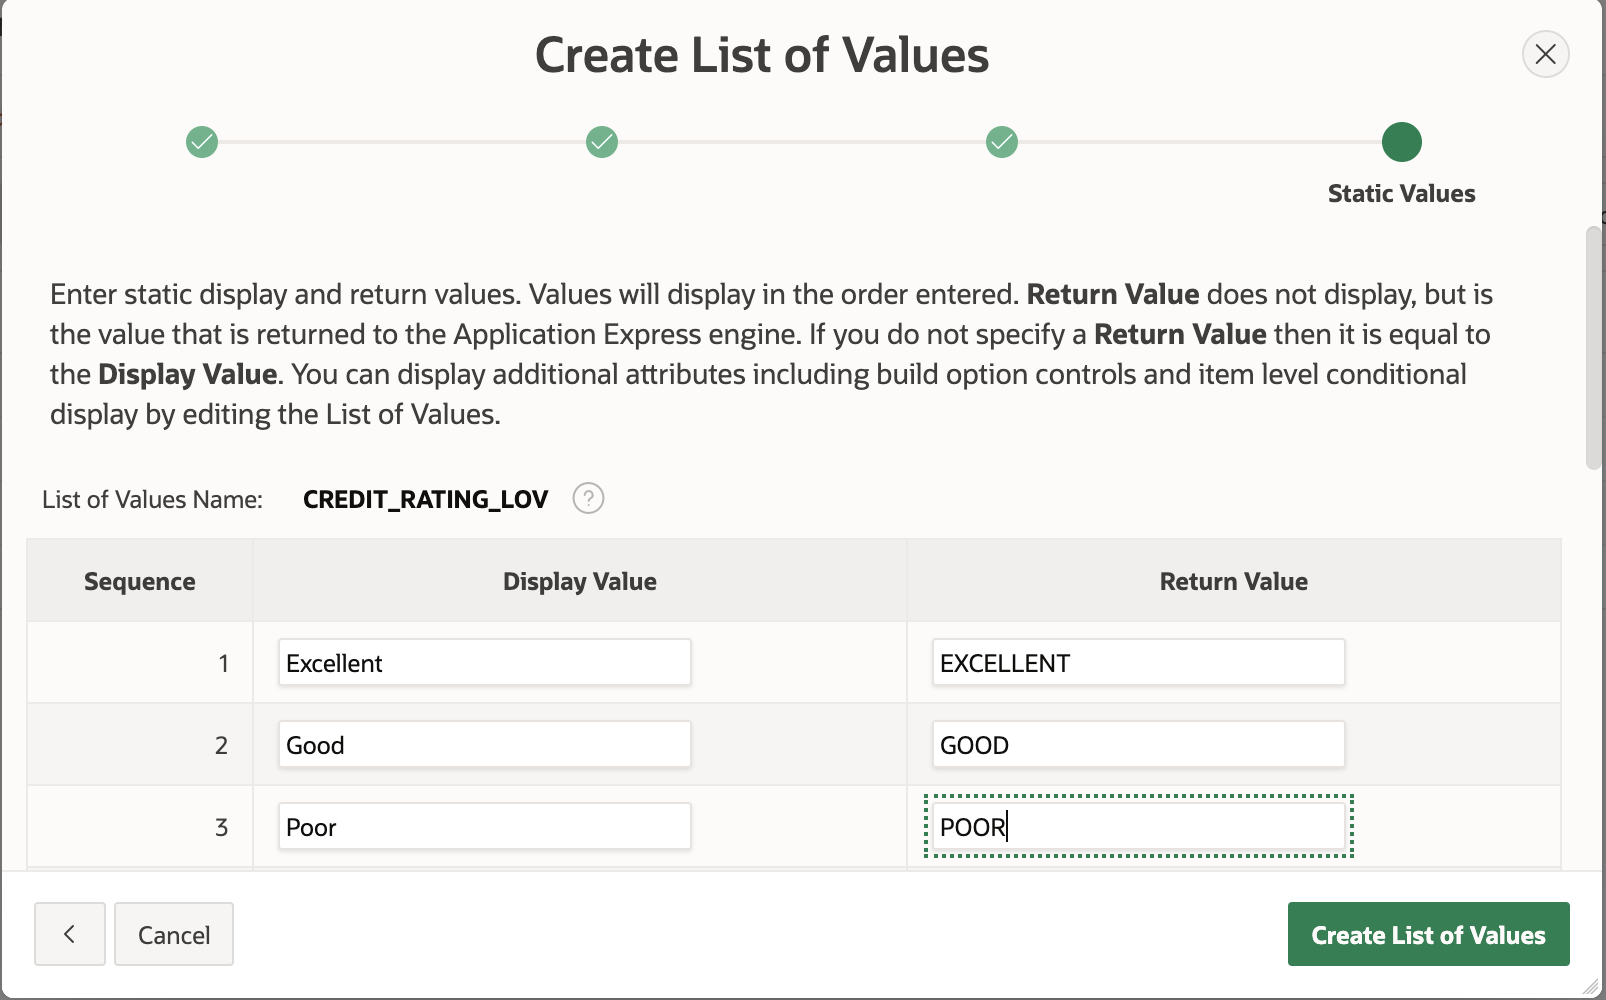 Create List of Values
Static Values
Enter static display and return values. Values will display in the order entered. Return Value does not display, but is
the value that is returned to the Application Express engine. If you do not specify a Return Value then it is equal to
the Display Value. You can display additional attributes including build option controls and item level conditional
display by editing the List of Values.
List of Values Name: CREDIT_RATING_LOV ?
Sequence Display Value Return Value
1 Excellent EXCELLENT
2 Good GOOD
3 Poor POOR
< Cancel Create List of Values